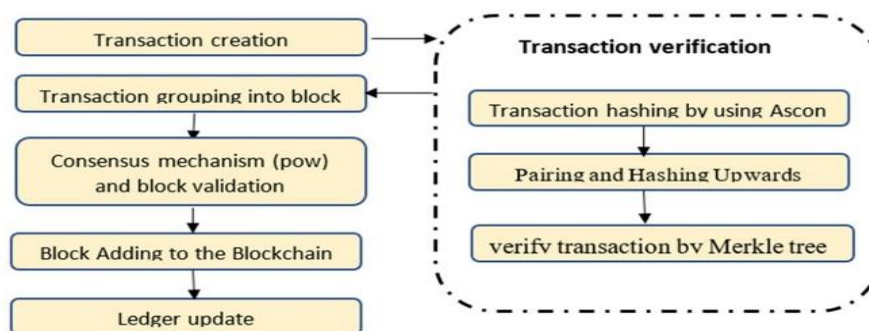 Transaction creation
Transaction grouping into block
Consensus mechanism (pow)
and block validation
Block Adding to the Blockchain
Ledger update
Transaction verification
Transaction hashing by using Ascon
Pairing and Hashing Upwards
verify transaction by Merkle tree